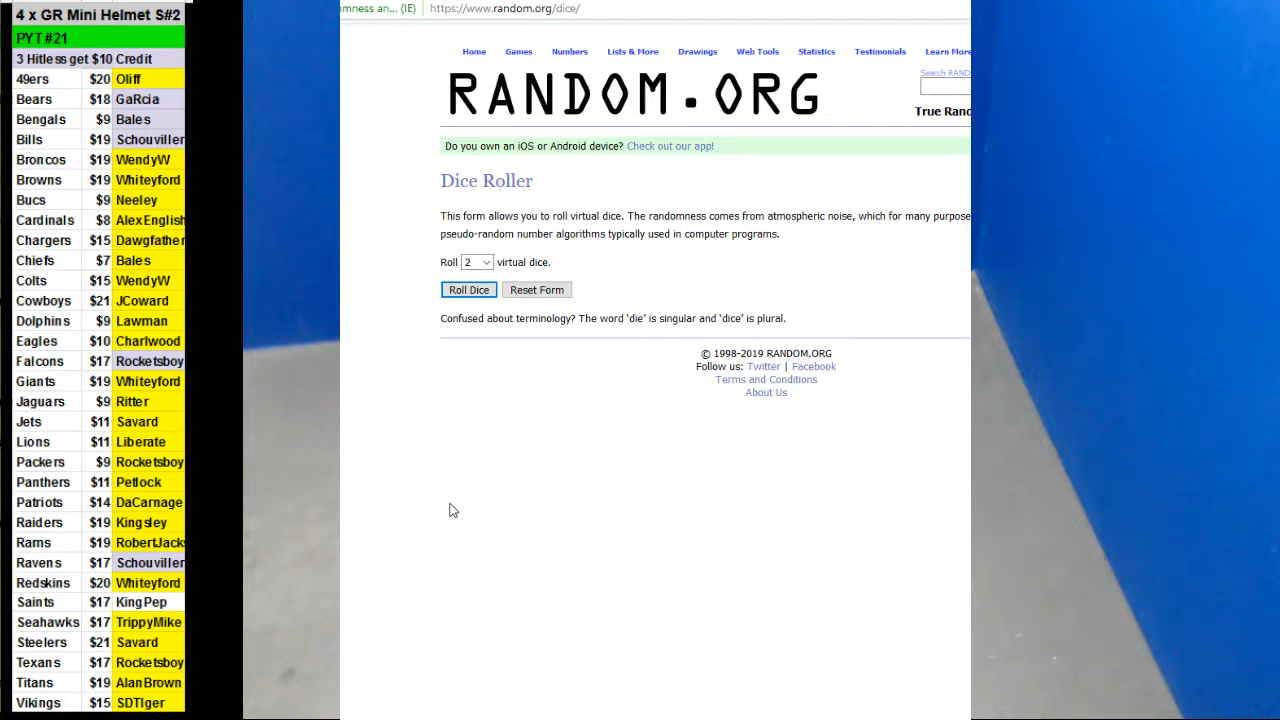 4 x GR Mini Helmet S#2
PYT #21
3 Hitless get $10 Credit
49ers $20 Oliff
Bears $18 GaRcia
Bengals $9 Bales
Bills $19 Schouviller
Broncos $19 WendyW
Browns $19 Whiteyford
Bucs $9 Neeley
Cardinals $8 AlexEnglish
Chargers $15 Dawgfather
Chiefs $7 Bales
Colts $15 WendyW
Cowboys $21 JCoward
Dolphins $9 Lawman
Eagles $10 Charlwood
Falcons $17 Rocketsboy
Giants $19 Whiteyford
Jaguars $9 Ritter
Jets $11 Savard
Lions $11 Liberate
Packers $9 Rocketsboy
Panthers $11 Petlock
Patriots $14 DaCarnage
Raiders $19 Kingsley
Rams $19 RobertJacks
Ravens $17 Schouviller
Redskins $20 Whiteyford
Saints $17 KingPep
Seahawks $17 TrippyMike
Steelers $21 Savard
Texans $17 Rocketsboy
Titans $19 AlanBrown
Vikings $15 SDTIger
mness an... (IE) https://www.random.org/dice/
Home Games Numbers Lists & More Drawings Web Tools Statistics Testimonials Learn More
RANDOM.ORG
Search RAND
True Ran
Do you own an iOS or Android device? Check out our app!
Dice Roller
This form allows you to roll virtual dice. The randomness comes from atmospheric noise, which for many purpose
pseudo-random number algorithms typically used in computer programs.
Roll 2 virtual dice.
Roll Dice Reset Form
Confused about terminology? The word ‘die’ is singular and ‘dice’ is plural.
© 1998-2019 RANDOM.ORG
Follow us: Twitter | Facebook
Terms and Conditions
About Us